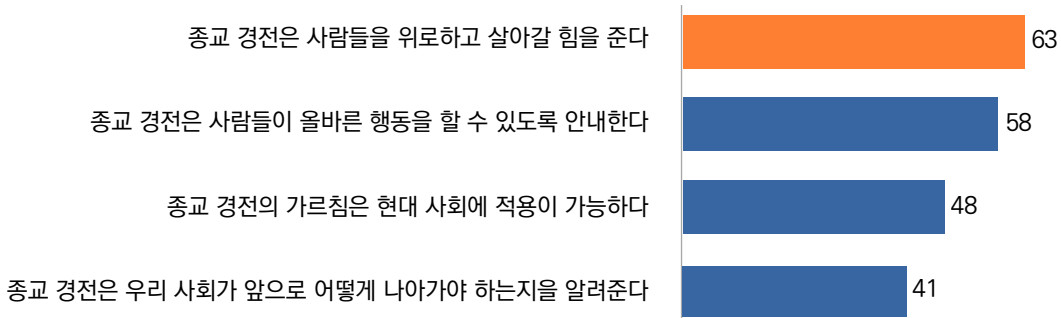 종교 경전은 사람들을 위로하고 살아갈 힘을 준다 63
종교 경전은 사람들이 올바른 행동을 할 수 있도록 안내한다 58
종교 경전의 가르침은 현대 사회에 적용이 가능하다 48
종교 경전은 우리 사회가 앞으로 어떻게 나아가야 하는지을 알려준다 41